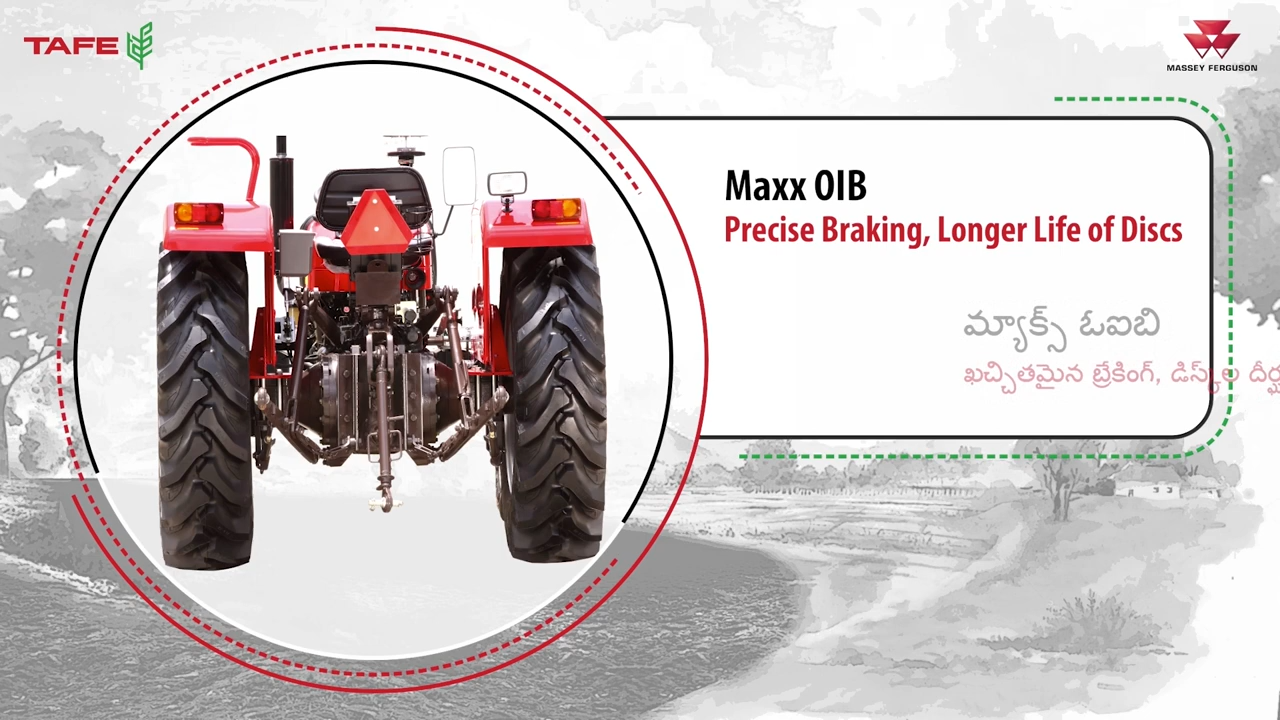 TAFE
MASSEY FERGUSON
Maxx OIB
Precise Braking, Longer Life of Discs
మ్యాక్స్ ఓఐబి
ఖచ్చితమైన బ్రేకింగ్, డిస్క్‌ల